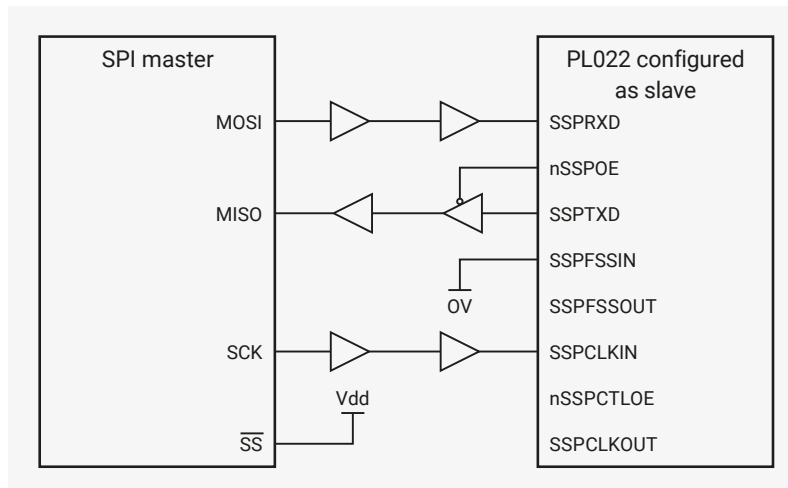 SPI master
PL022 configured
as slave
MOSI
SSPRXD
nSSPOE
MISO
SSPTXD
SSPFSSIN
0V
SSPFSSOUT
SCK
SSPCLKIN
Vdd
nSSPCTLOE
SS
SSPCLKOUT